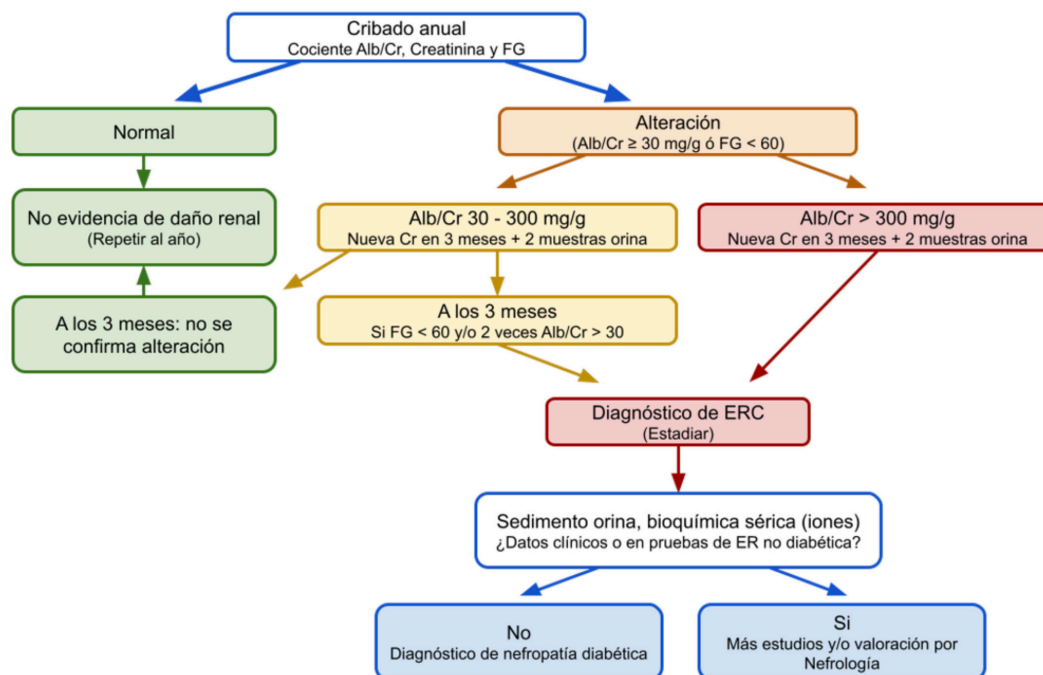 Cribado anual
Cociente Alb/Cr, Creatinina y FG
Normal
Alteración
(Alb/Cr ≥ 30 mg/g ó FG < 60)
No evidencia de daño renal
(Repetir al año)
Alb/Cr 30 - 300 mg/g
Nueva Cr en 3 meses + 2 muestras orina
Alb/Cr > 300 mg/g
Nueva Cr en 3 meses + 2 muestras orina
A los 3 meses: no se
confirma alteración
A los 3 meses
Si FG < 60 y/o 2 veces Alb/Cr > 30
Diagnóstico de ERC
(Estadiar)
Sedimento orina, bioquímica sérica (iones)
¿Datos clínicos o en pruebas de ER no diabética?
No
Diagnóstico de nefropatía diabética
Si
Más estudios y/o valoración por
Nefrología